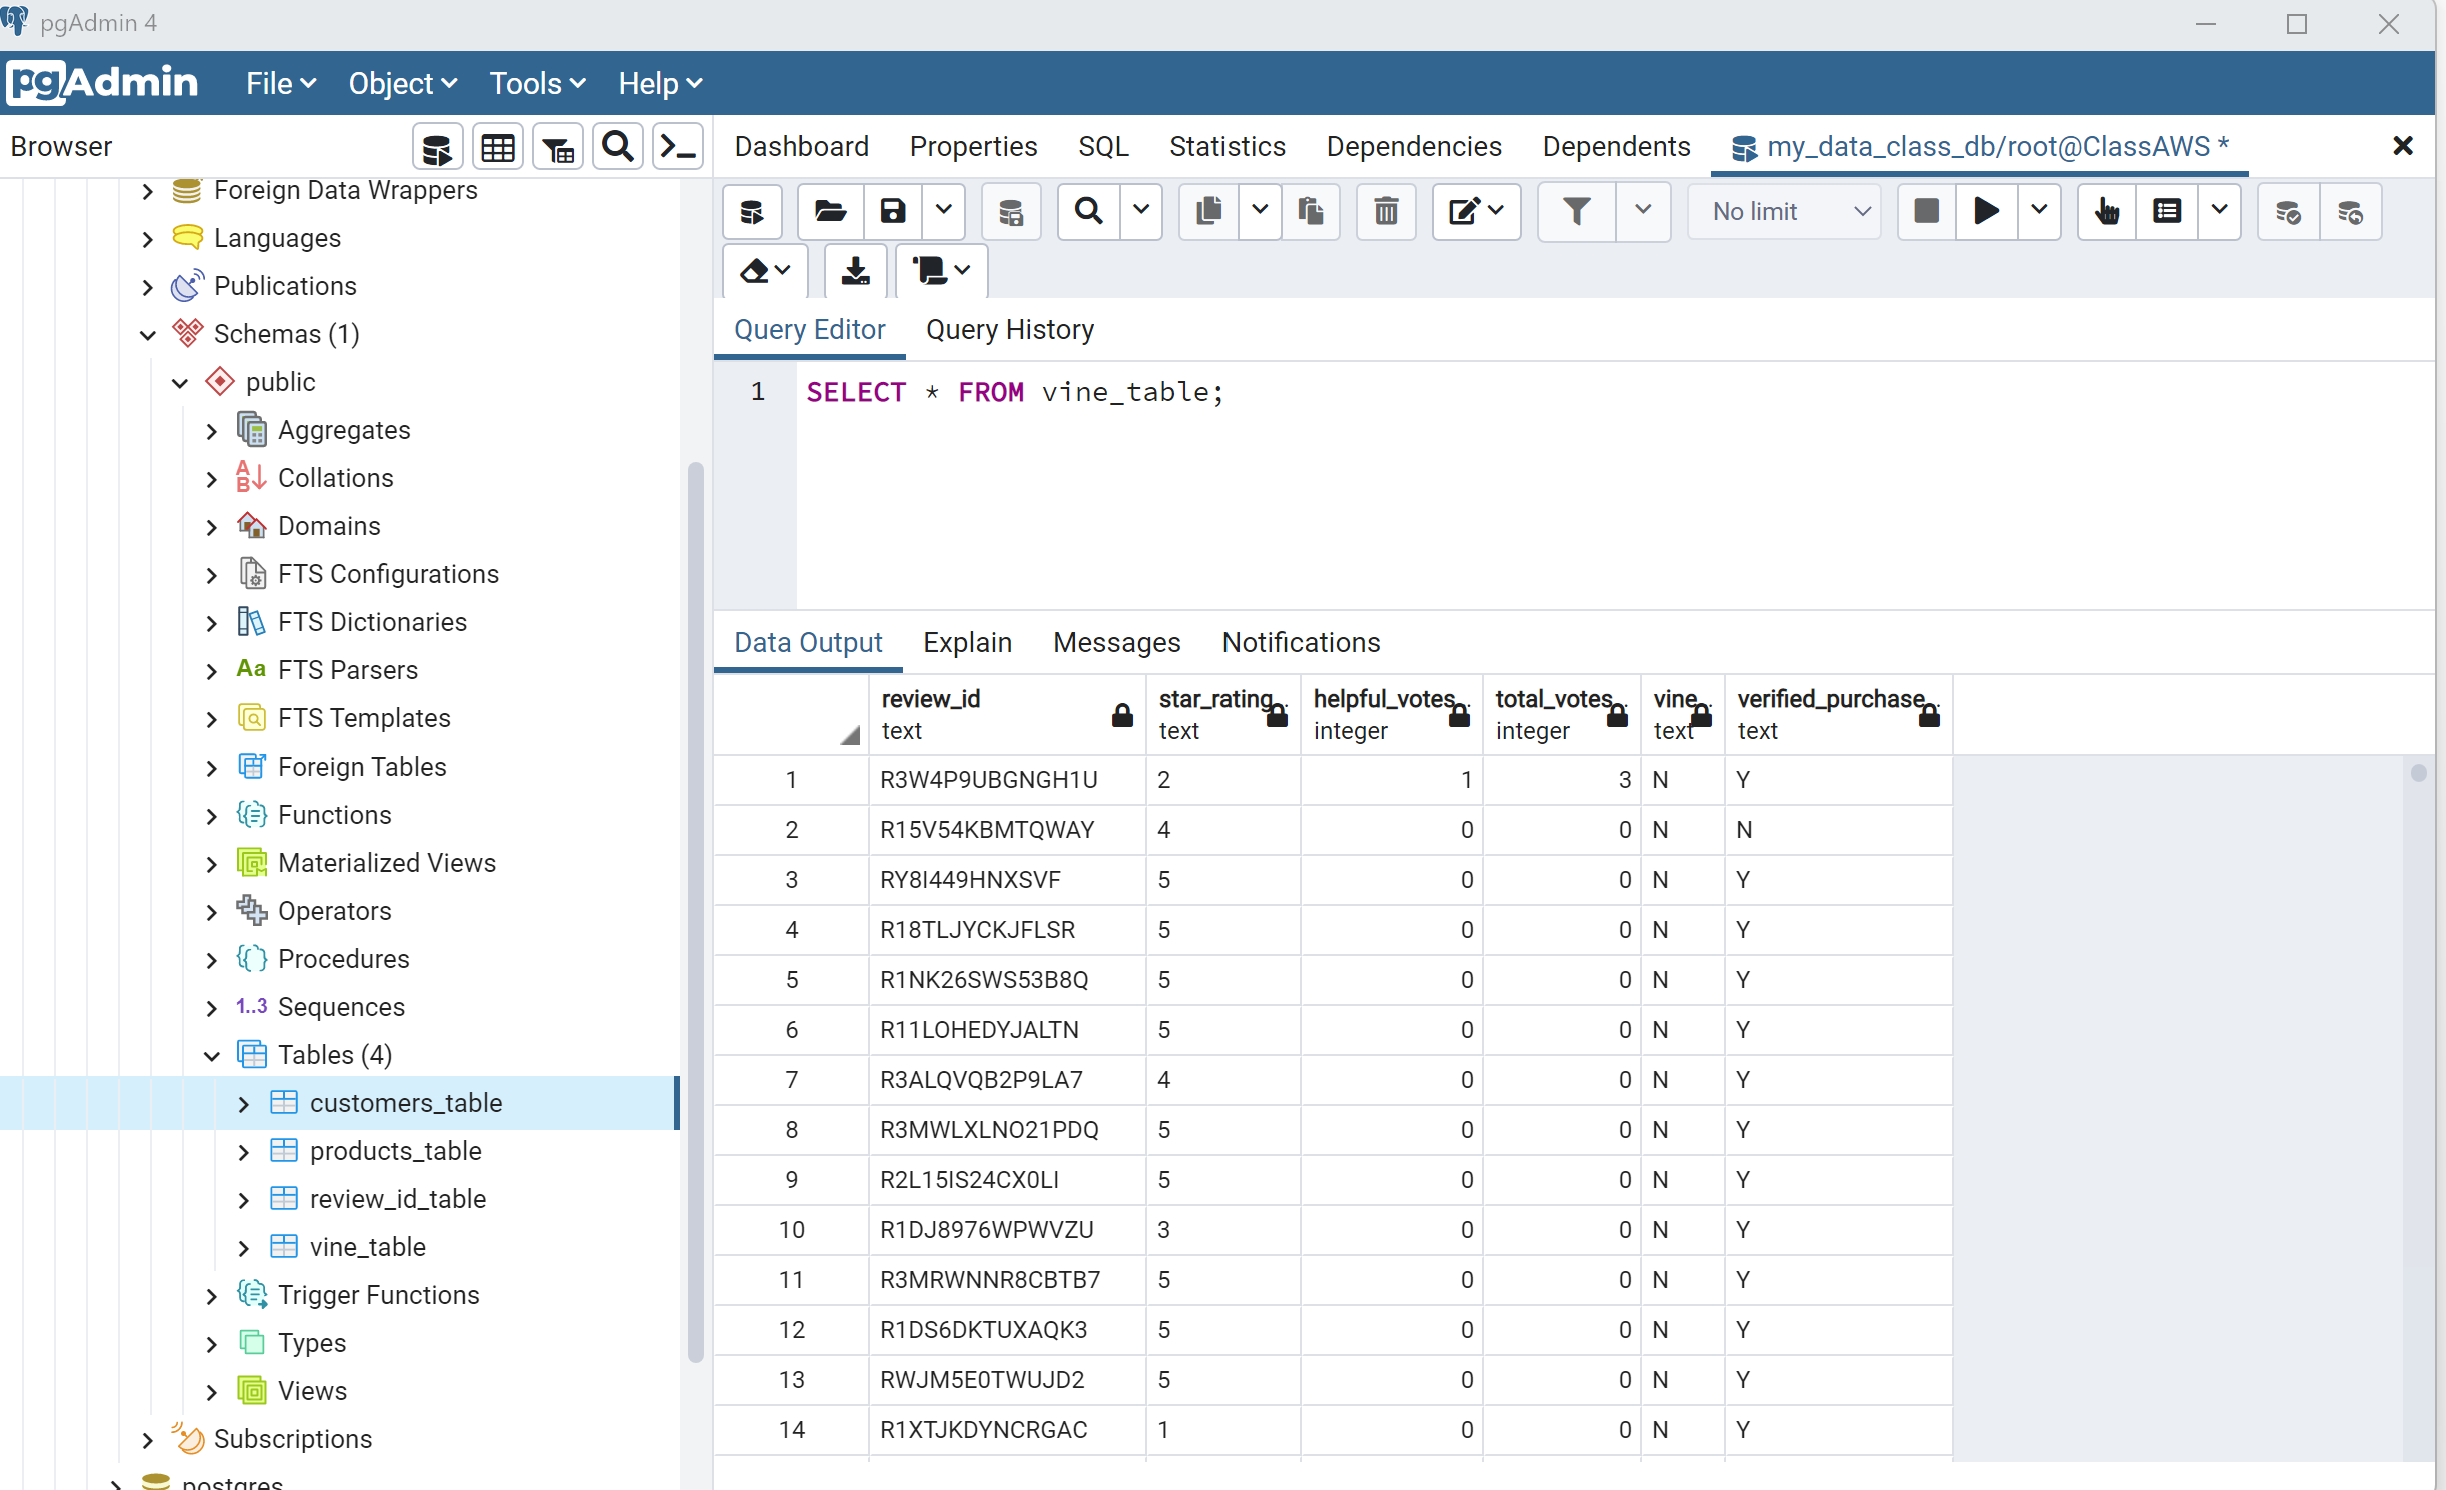 pgAdmin 4
pgAdmin File Object Tools Help
Browser
Foreign Data Wrappers
Languages
Publications
Schemas (1)
public
Aggregates
Collations
Domains
FTS Configurations
FTS Dictionaries
Aa FTS Parsers
FTS Templates
Foreign Tables
Functions
Materialized Views
Operators
Procedures
1..3 Sequences
Tables (4)
customers_table
products_table
review_id_table
vine_table
Trigger Functions
Types
Views
Subscriptions
postgres
Dashboard Properties SQL Statistics Dependencies Dependents my_data_class_db/root@ClassAWS *
No limit
Query Editor Query History
1 SELECT * FROM vine_table;
Data Output Explain Messages Notifications
review_id star_rating helpful_votes total_votes vine verified_purchase
text text integer integer text text
1 R3W4P9UBGNGH1U 2 1 3 N Y
2 R15V54KBMTQWAY 4 0 0 N N
3 RY8I449HNXSVF 5 0 0 N Y
4 R18TLJYCKJFLSR 5 0 0 N Y
5 R1NK26SWS53B8Q 5 0 0 N Y
6 R11LOHEDYJALTN 5 0 0 N Y
7 R3ALQVQB2P9LA7 4 0 0 N Y
8 R3MWLXLNO21PDQ 5 0 0 N Y
9 R2L15IS24CX0LI 5 0 0 N Y
10 R1DJ8976WPWVZU 3 0 0 N Y
11 R3MRWNNR8CBTB7 5 0 0 N Y
12 R1DS6DKTUXAQK3 5 0 0 N Y
13 RWJM5E0TWUJD2 5 0 0 N Y
14 R1XTJKDYNCRGAC 1 0 0 N Y